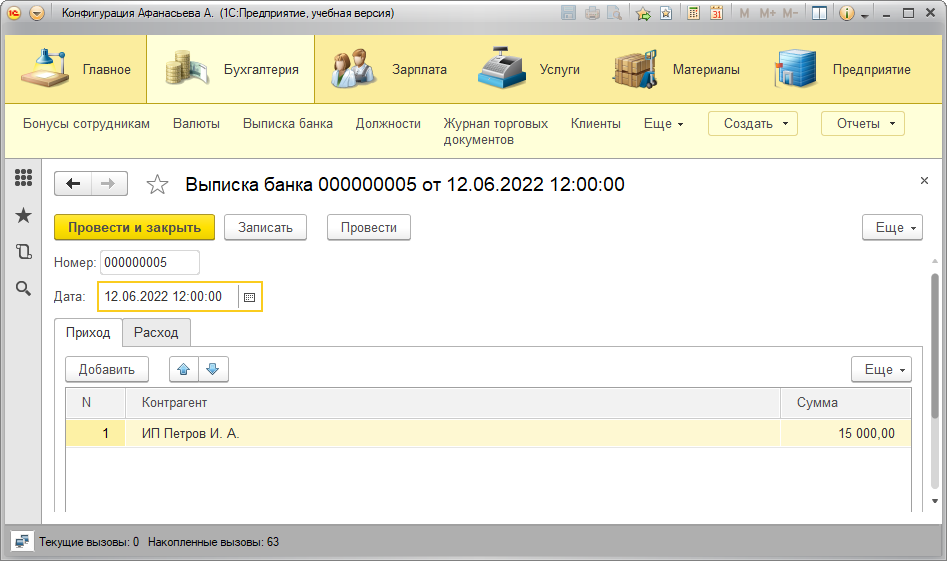 Конфигурация Афанасьева А. (1С:Предприятие, учебная версия)
M M+ M-
31
Главное Бухгалтерия Зарплата Услуги Материалы Предприятие
Бонусы сотрудникам Валюты Выписка банка Должности Журнал торговых Клиенты Еще Создать Отчеты
документов
Выписка банка 000000005 от 12.06.2022 12:00:00
Провести и закрыть Записать Провести Еще
Номер: 000000005
Дата: 12.06.2022 12:00:00
Приход Расход
Добавить Еще
N Контрагент Сумма
1 ИП Петров И. А. 15 000,00
Текущие вызовы: 0 Накопленные вызовы: 63